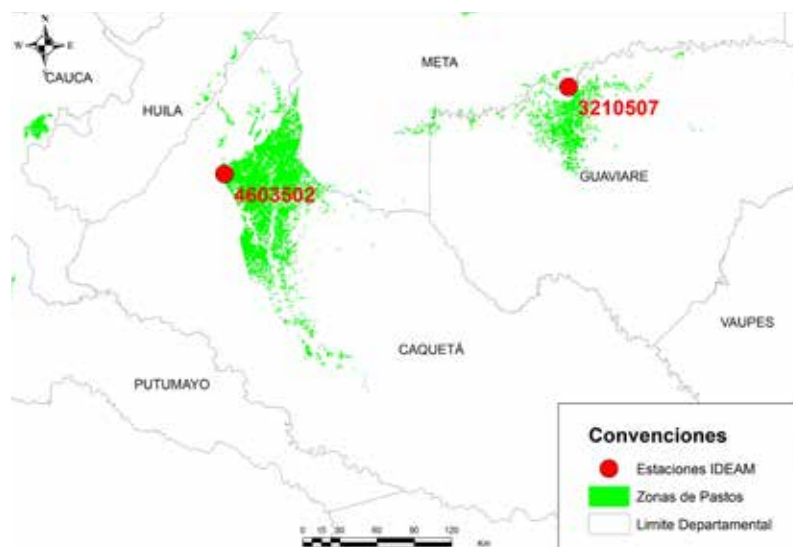 N
W
E
S
CAUCA
HUILA
META
3210507
GUAVIARE
4603502
VAUPES
CAQUETÁ
PUTUMAYO
Convenciones
Estaciones IDEAM
Zonas de Pastos
Limite Departamental
0 15 30 60 90 120
Km